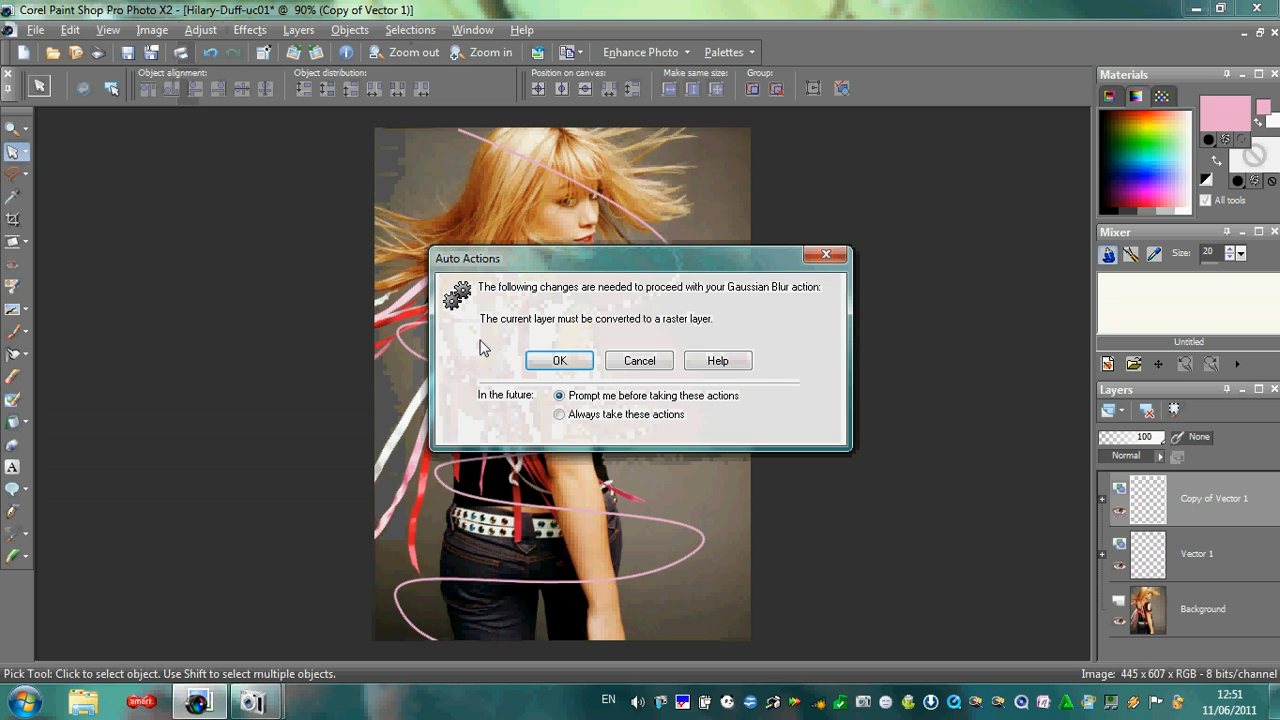 Corel Paint Shop Pro Photo X2 - [Hilary-Duff-uc01* @ 90% (Copy of Vector 1)]
File Edit View Image Adjust Effects Layers Objects Selections Window Help
Zoom out Zoom in Enhance Photo Palettes
Object alignment: Object distribution: Position on canvas: Make same size: Group:
Materials
All tools
Mixer
Size: 20
Untitled
Layers
100 None
Normal
Copy of Vector 1
Vector 1
Background
Auto Actions
The following changes are needed to proceed with your Gaussian Blur action:
The current layer must be converted to a raster layer.
OK Cancel Help
In the future: Prompt me before taking these actions
Always take these actions
Pick Tool: Click to select object. Use Shift to select multiple objects.
Image: 445 x 607 x RGB - 8 bits/channel
smart.
EN
12:51
11/06/2011